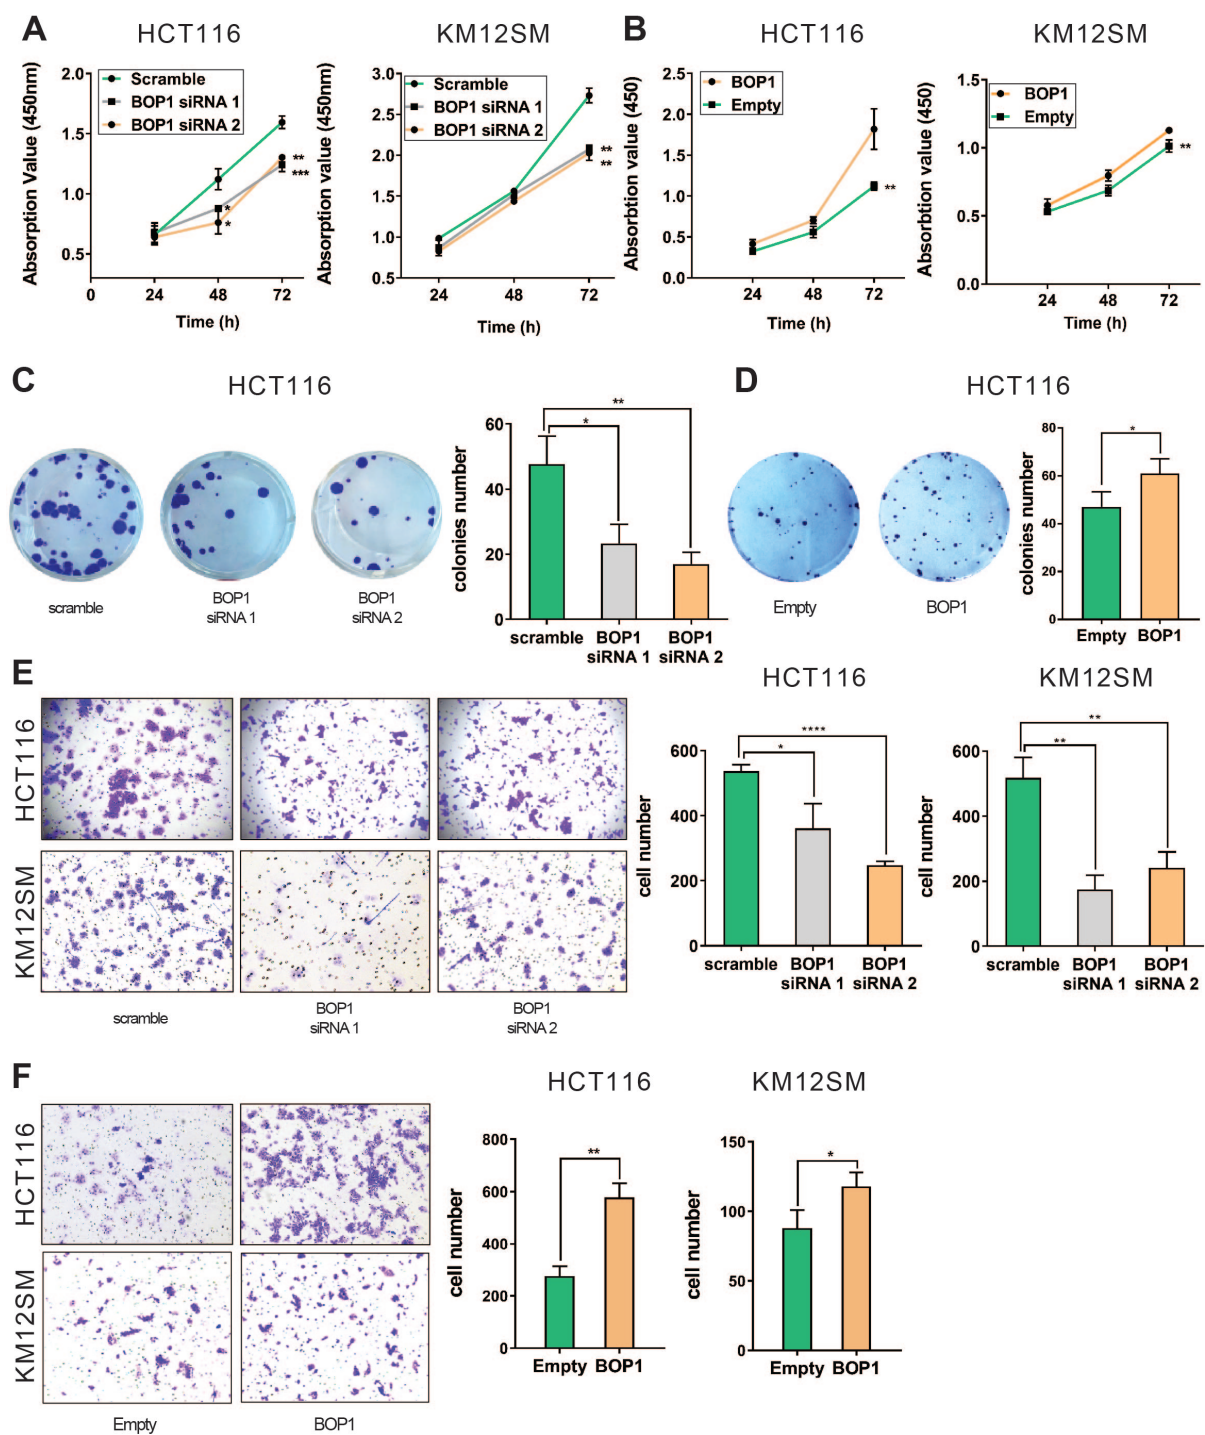 A
HCT116
Absorption Value (450nm)
2.0
1.5
1.0
0.5
0
24
48
72
Time (h)
Scramble
BOP1 siRNA 1
BOP1 siRNA 2
**
***
*
*
KM12SM
Absorption value (450nm)
3.0
2.5
2.0
1.5
1.0
0.5
24
48
72
Time (h)
Scramble
BOP1 siRNA 1
BOP1 siRNA 2
**
**
B
HCT116
Absorbtion value (450)
2.5
2.0
1.5
1.0
0.5
0.0
24
48
72
Time (h)
BOP1
Empty
**
KM12SM
Absorbtion value (450)
1.5
1.0
0.5
0.0
24
48
72
Time (h)
BOP1
Empty
**
C
HCT116
scramble
BOP1
siRNA 1
BOP1
siRNA 2
colonies number
60
40
20
0
**
*
scramble
BOP1
siRNA 1
BOP1
siRNA 2
D
HCT116
Empty
BOP1
colonies number
80
60
40
20
0
*
Empty
BOP1
E
HCT116
KM12SM
scramble
BOP1
siRNA 1
BOP1
siRNA 2
HCT116
cell number
600
400
200
0
****
*
scramble
BOP1
siRNA 1
BOP1
siRNA 2
KM12SM
cell number
600
400
200
0
**
**
scramble
BOP1
siRNA 1
BOP1
siRNA 2
F
HCT116
KM12SM
Empty
BOP1
HCT116
cell number
800
600
400
200
0
**
Empty
BOP1
KM12SM
cell number
150
100
50
0
*
Empty
BOP1